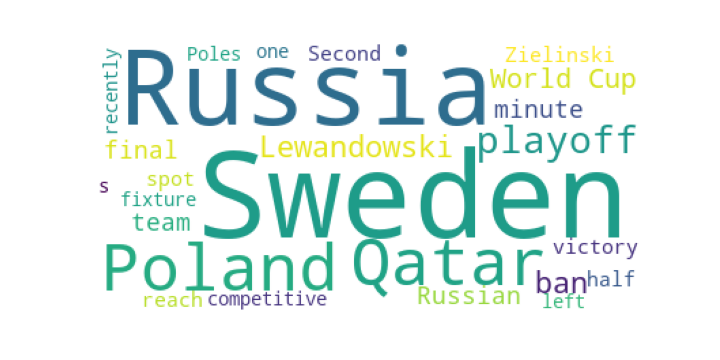 Poles one Second Zielinski
Russia
recently
World Cup
minute
final Lewandowski playoff
s spot
Sweden
fixture
team
Poland Qatar victory
ban half
reach competitive Russian left